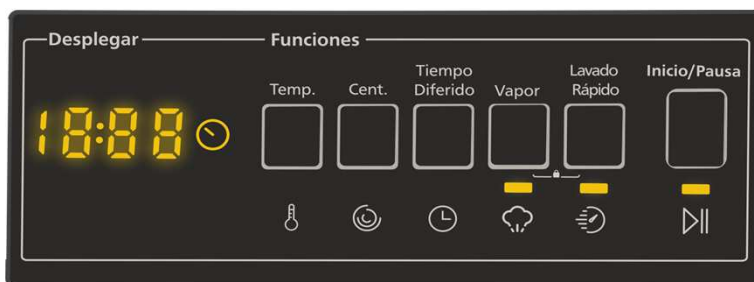 Desplegar
Funciones
18:88
Temp.
Cent.
Tiempo
Diferido
Vapor
Lavado
Rápido
Inicio/Pausa